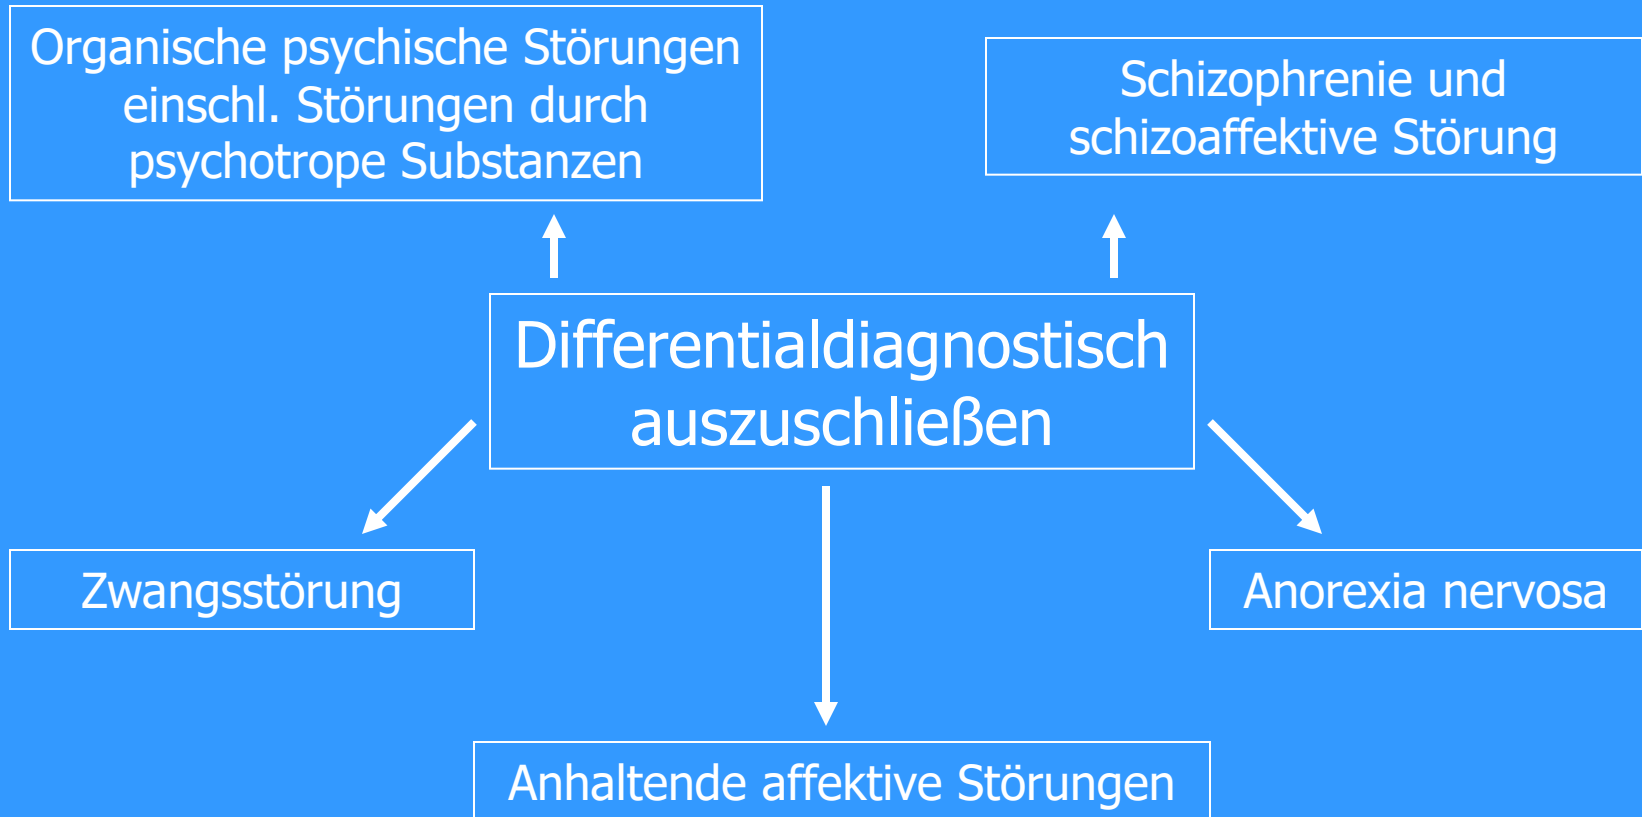 Organische psychische Störungen
einschl. Störungen durch
psychotrope Substanzen
Schizophrenie und
schizoaffektive Störung
Differentialdiagnostisch
auszuschließen
Zwangsstörung
Anorexia nervosa
Anhaltende affektive Störungen